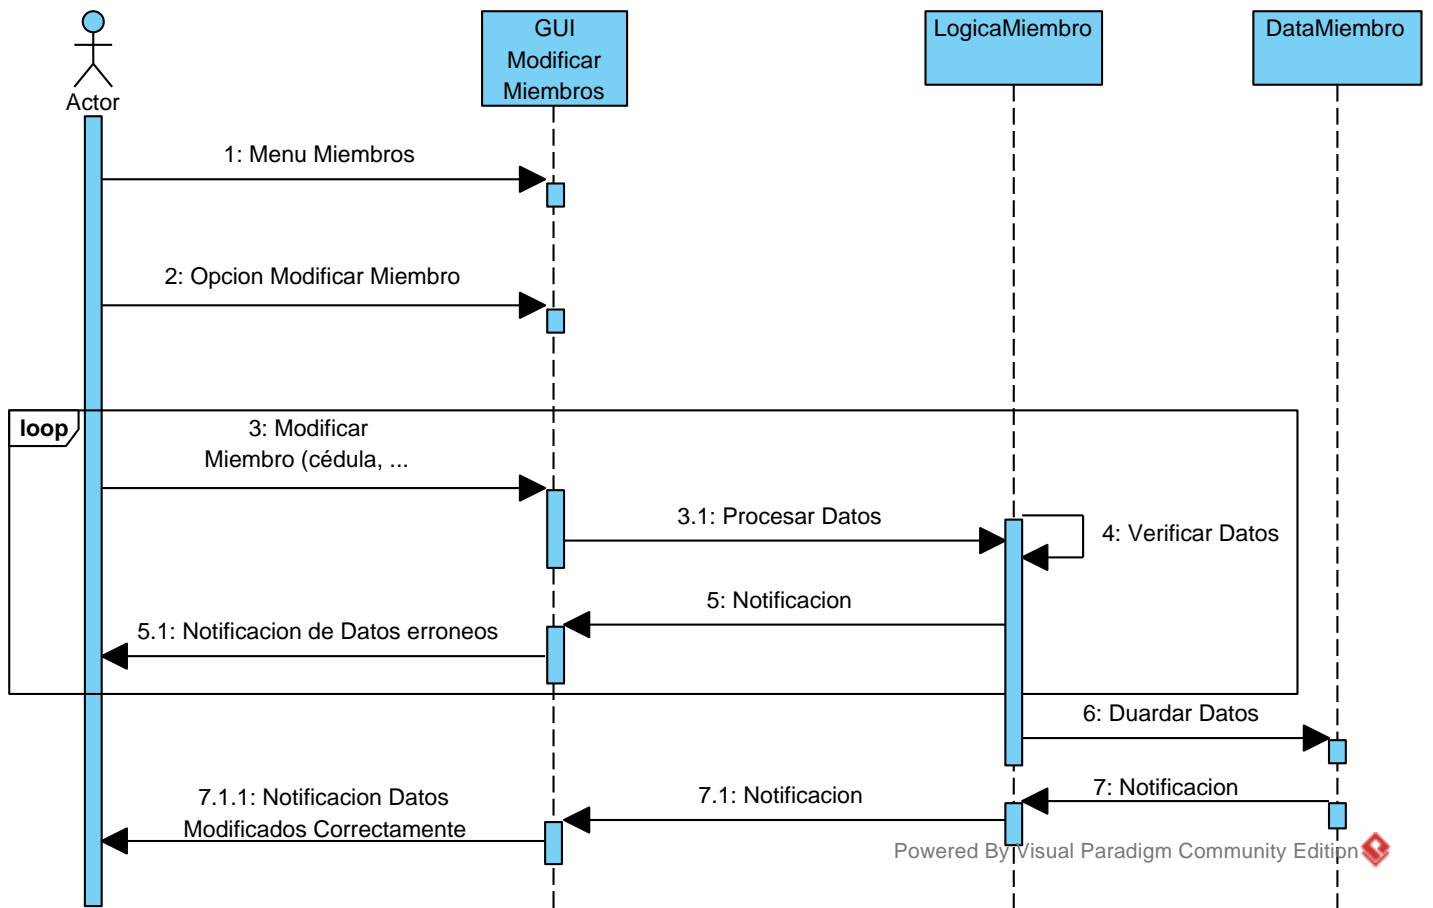 Actor
GUI
Modificar
Miembros
LogicaMiembro
DataMiembro
1: Menu Miembros
2: Opcion Modificar Miembro
loop
3: Modificar
Miembro (cédula, ...
3.1: Procesar Datos
4: Verificar Datos
5: Notificacion
5.1: Notificacion de Datos erroneos
6: Duardar Datos
7: Notificacion
7.1: Notificacion
7.1.1: Notificacion Datos
Modificados Correctamente
Powered By Visual Paradigm Community Edition